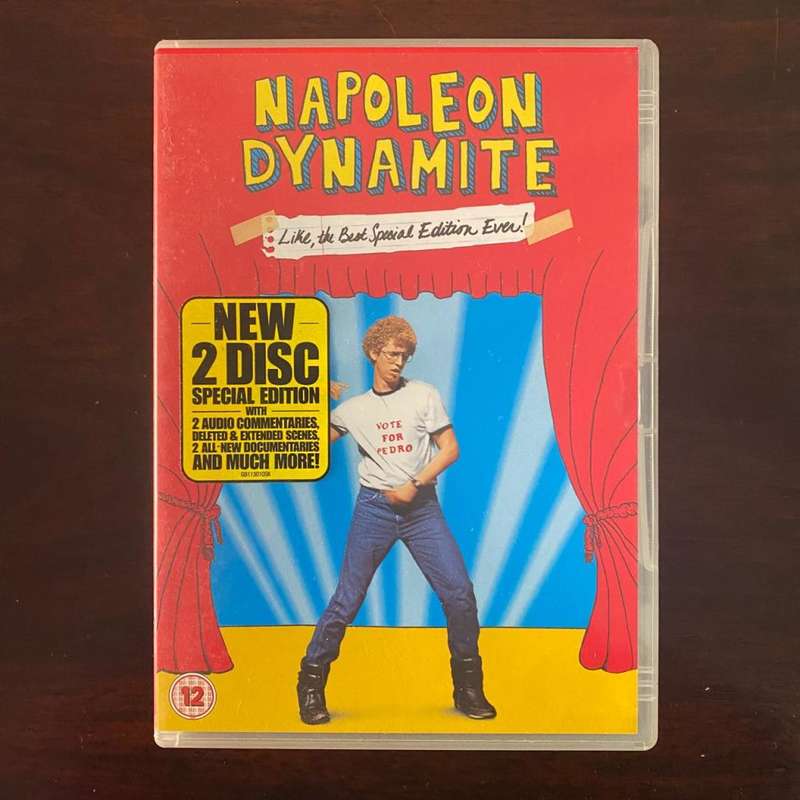 NAPOLEON
DYNAMITE
Like, the Best Special Edition Ever!
NEW
2 DISC
SPECIAL EDITION
WITH
2 AUDIO COMMENTARIES,
DELETED & EXTENDED SCENES,
2 ALL-NEW DOCUMENTARIES
AND MUCH MORE!
VOTE
FOR
PEDRO
12